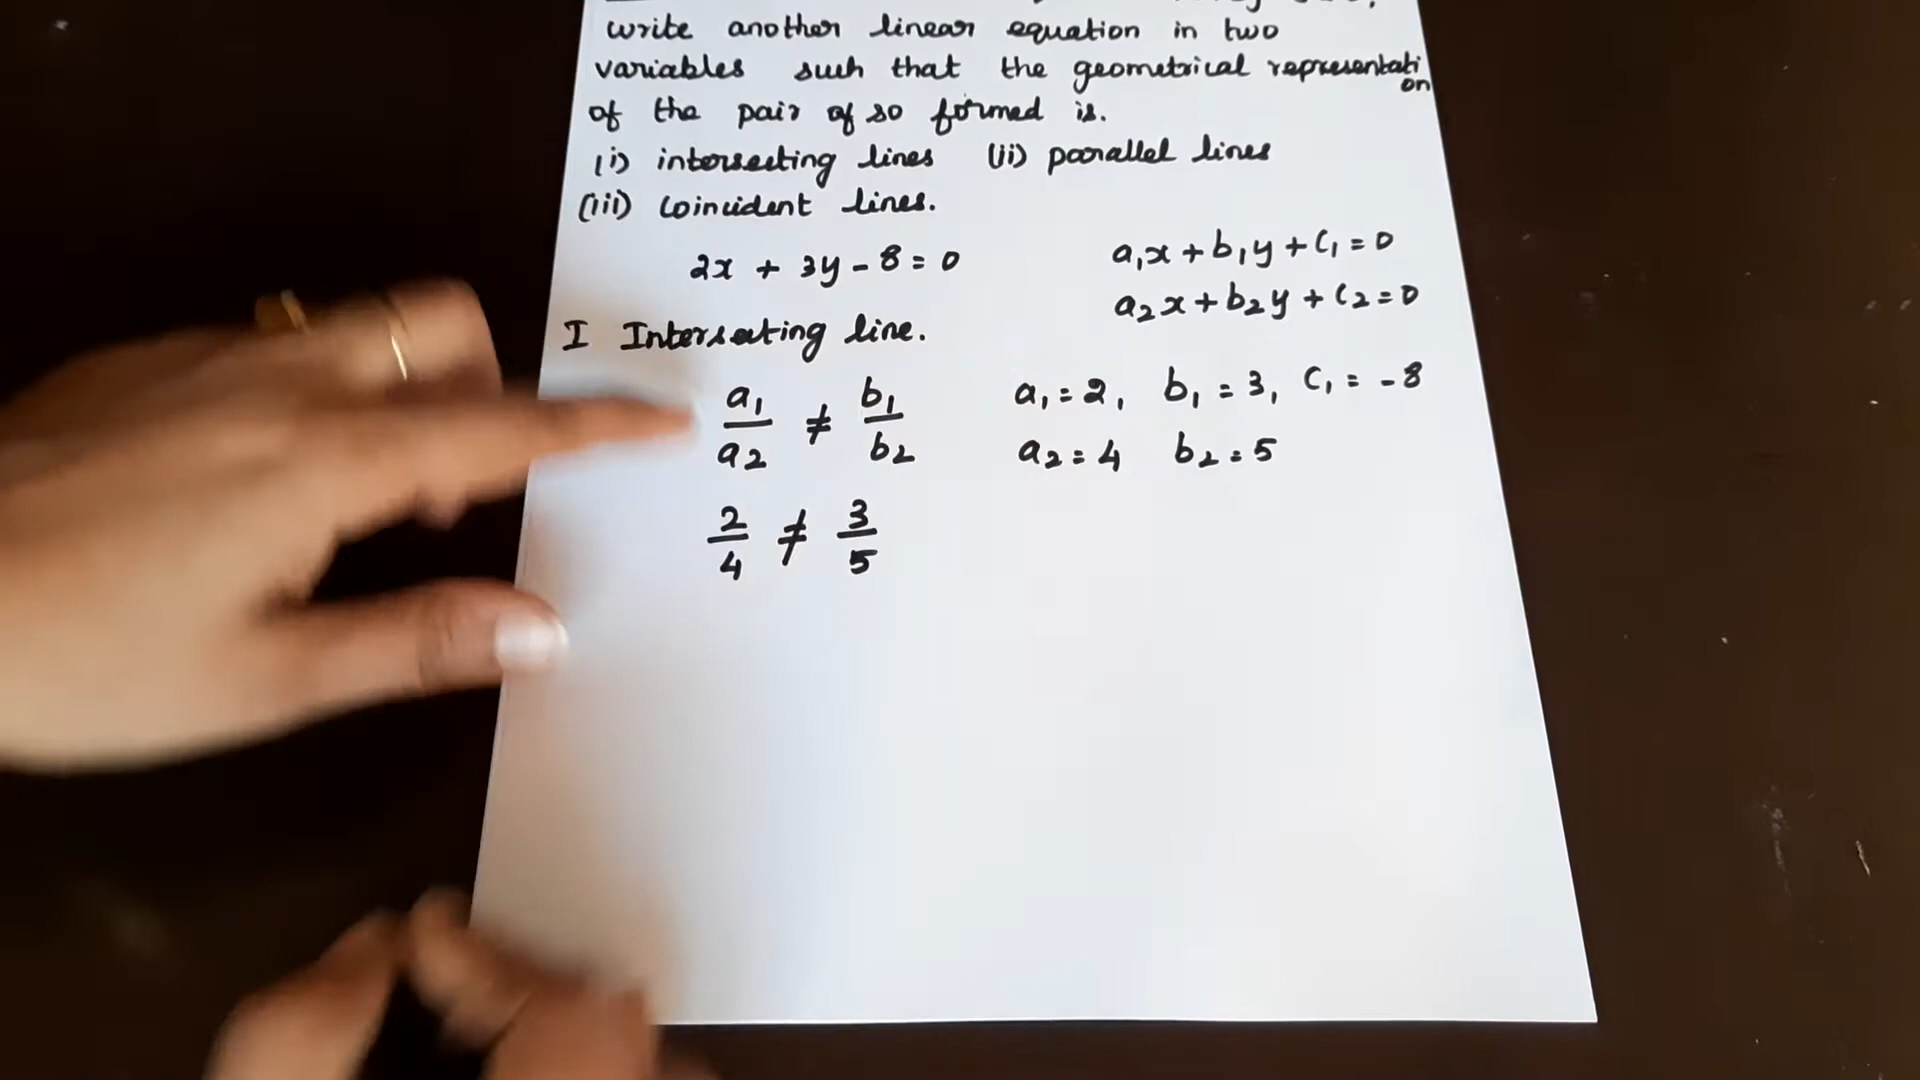 write another linear equation in two
variables such that the geometrical representation
of the pair of so formed is.
(i) intersecting lines (ii) parallel lines
(iii) coincident lines.
2x + 3y - 8 = 0
a₁x + b₁y + c₁ = 0
a₂x + b₂y + c₂ = 0
I Intersecting line.
a₁/a₂ ≠ b₁/b₂
a₁ = 2, b₁ = 3, c₁ = -8
a₂ = 4 b₂ = 5
2/4 ≠ 3/5